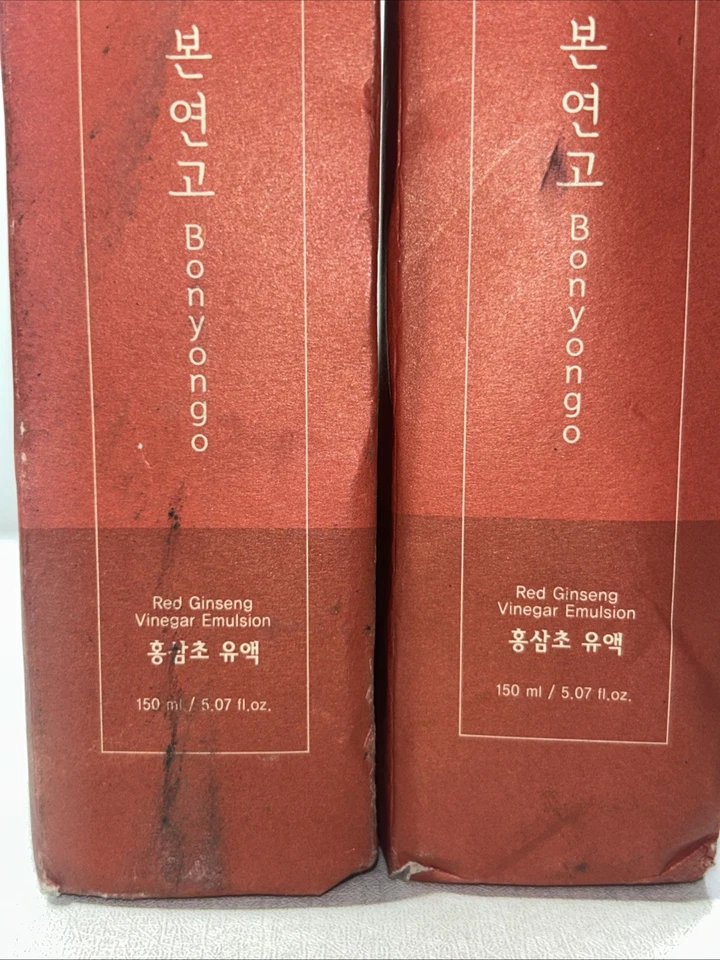 본연고
Bonyongo
Red Ginseng
Vinegar Emulsion
홍삼초 유액
150 ml / 5.07 fl.oz.
본연고
Bonyongo
Red Ginseng
Vinegar Emulsion
홍삼초 유액
150 ml / 5.07 fl.oz.